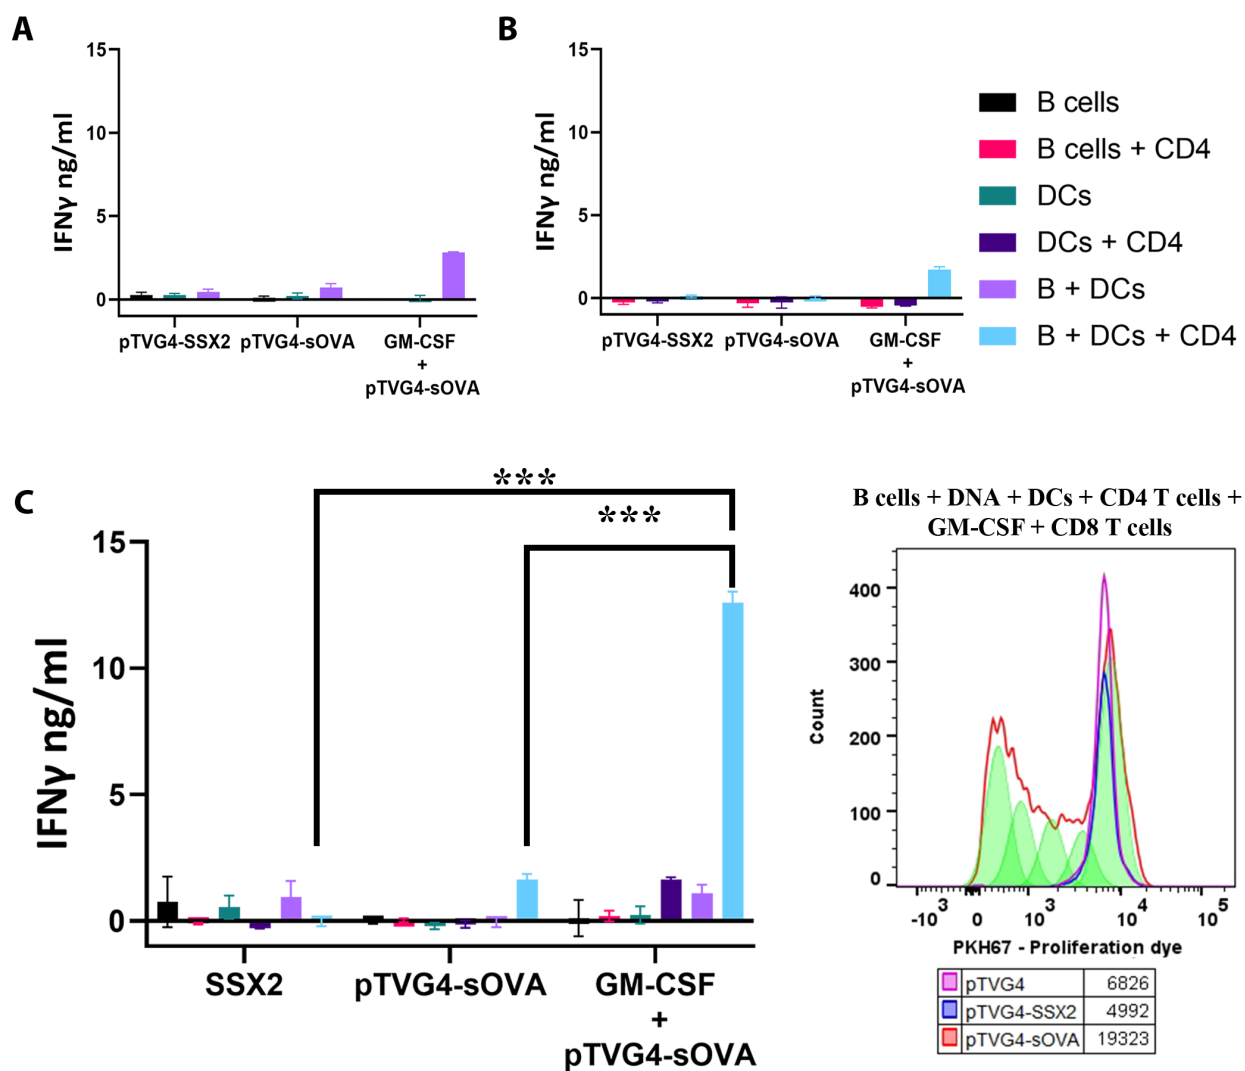 A
B
15
10
5
0
IFNγ ng/ml
pTVG4-SSX2
pTVG4-sOVA
GM-CSF
+
pTVG4-sOVA
15
10
5
0
IFNγ ng/ml
pTVG4-SSX2
pTVG4-sOVA
GM-CSF
+
pTVG4-sOVA
B cells
B cells + CD4
DCs
DCs + CD4
B + DCs
B + DCs + CD4
C
***
***
15
10
5
0
IFNγ ng/ml
SSX2
pTVG4-sOVA
GM-CSF
+
pTVG4-sOVA
B cells + DNA + DCs + CD4 T cells +
GM-CSF + CD8 T cells
400
300
200
100
0
Count
-10 3 0 10 3 10 4 10 5
PKH67 - Proliferation dye
pTVG4 6826
pTVG4-SSX2 4992
pTVG4-sOVA 19323